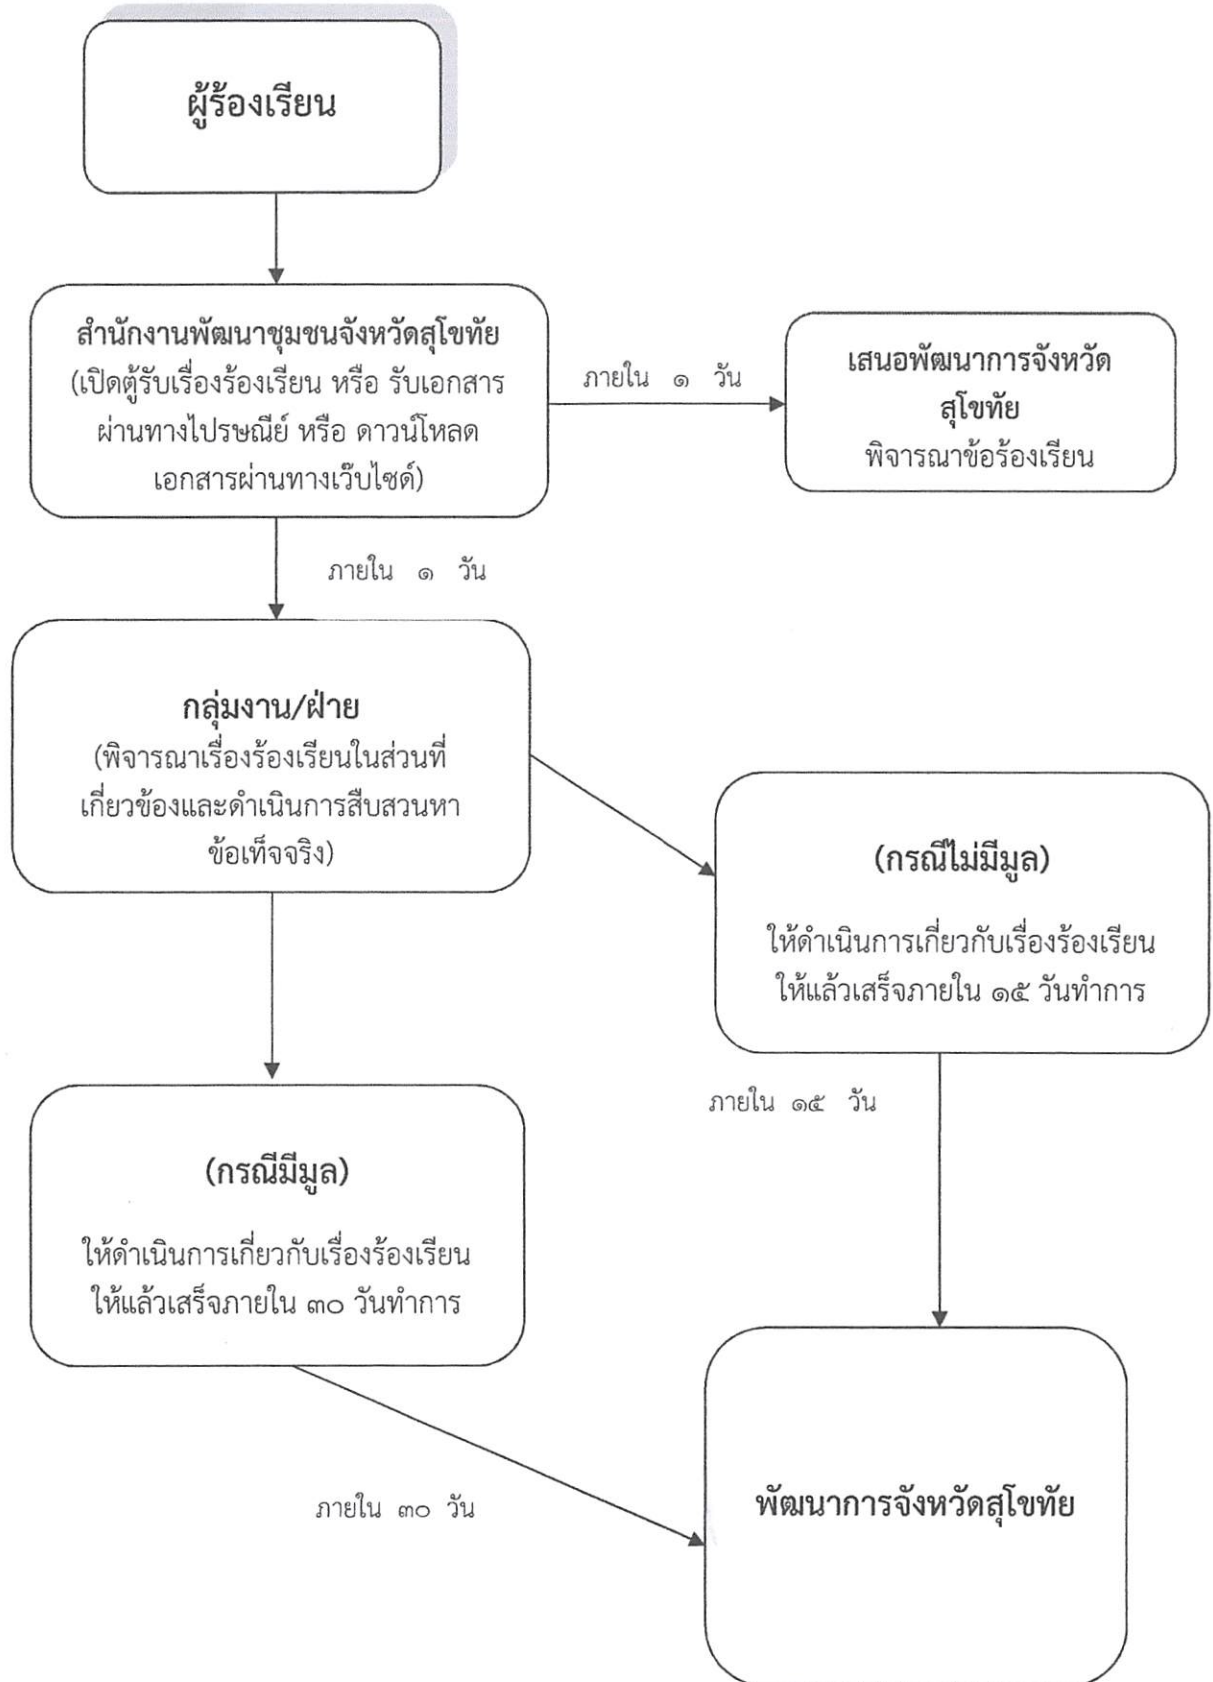 ผู้ร้องเรียน
สำนักงานพัฒนาชุมชนจังหวัดสุโขทัย
(เปิดตู้รับเรื่องร้องเรียน หรือ รับเอกสาร
ผ่านทางไปรษณีย์ หรือ ดาวน์โหลด
เอกสารผ่านทางเว็บไซด์)
ภายใน ๑ วัน
เสนอพัฒนาการจังหวัด
สุโขทัย
พิจารณาข้อร้องเรียน
ภายใน ๑ วัน
กลุ่มงาน/ฝ่าย
(พิจารณาเรื่องร้องเรียนในส่วนที่
เกี่ยวข้องและดำเนินการสืบสวนหา
ข้อเท็จจริง)
(กรณีไม่มีมูล)
ให้ดำเนินการเกี่ยวกับเรื่องร้องเรียน
ให้แล้วเสร็จภายใน ๑๕ วันทำการ
ภายใน ๑๕ วัน
(กรณีมีมูล)
ให้ดำเนินการเกี่ยวกับเรื่องร้องเรียน
ให้แล้วเสร็จภายใน ๓๐ วันทำการ
ภายใน ๓๐ วัน
พัฒนาการจังหวัดสุโขทัย